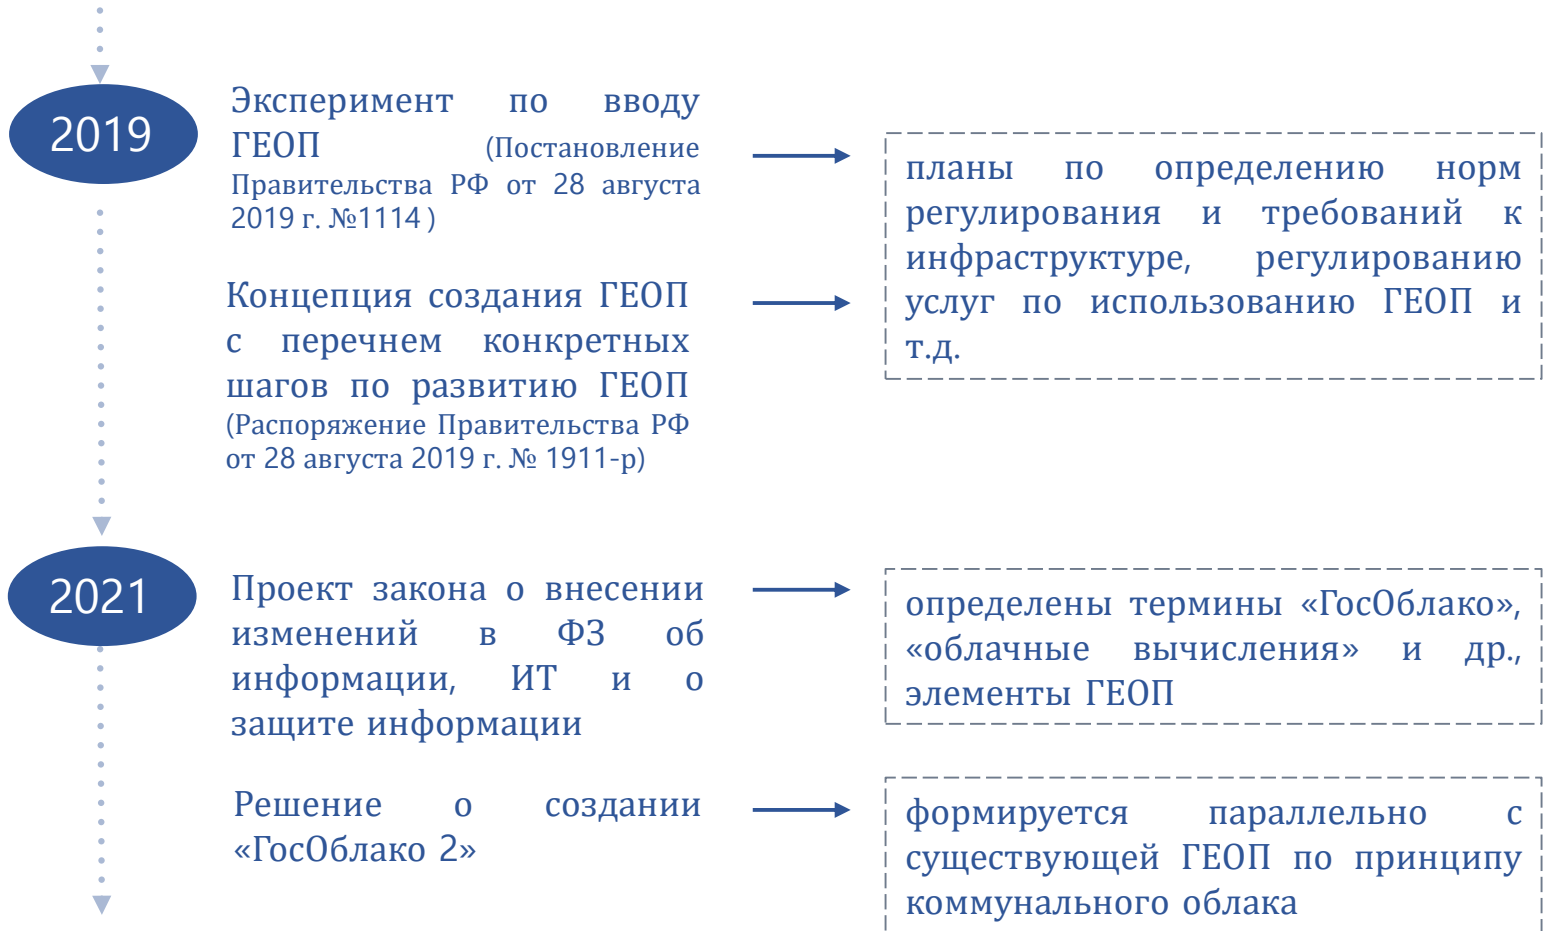 2019
Эксперимент по вводу
ГЕОП (Постановление
Правительства РФ от 28 августа
2019 г. №1114 )
Концепция создания ГЕОП
с перечнем конкретных
шагов по развитию ГЕОП
(Распоряжение Правительства РФ
от 28 августа 2019 г. № 1911-р)
планы по определению норм
регулирования и требований к
инфраструктуре, регулированию
услуг по использованию ГЕОП и
т.д.
2021
Проект закона о внесении
изменений в ФЗ об
информации, ИТ и о
защите информации
определены термины «ГосОблако»,
«облачные вычисления» и др.,
элементы ГЕОП
Решение о создании
«ГосОблако 2»
формируется параллельно с
существующей ГЕОП по принципу
коммунального облака